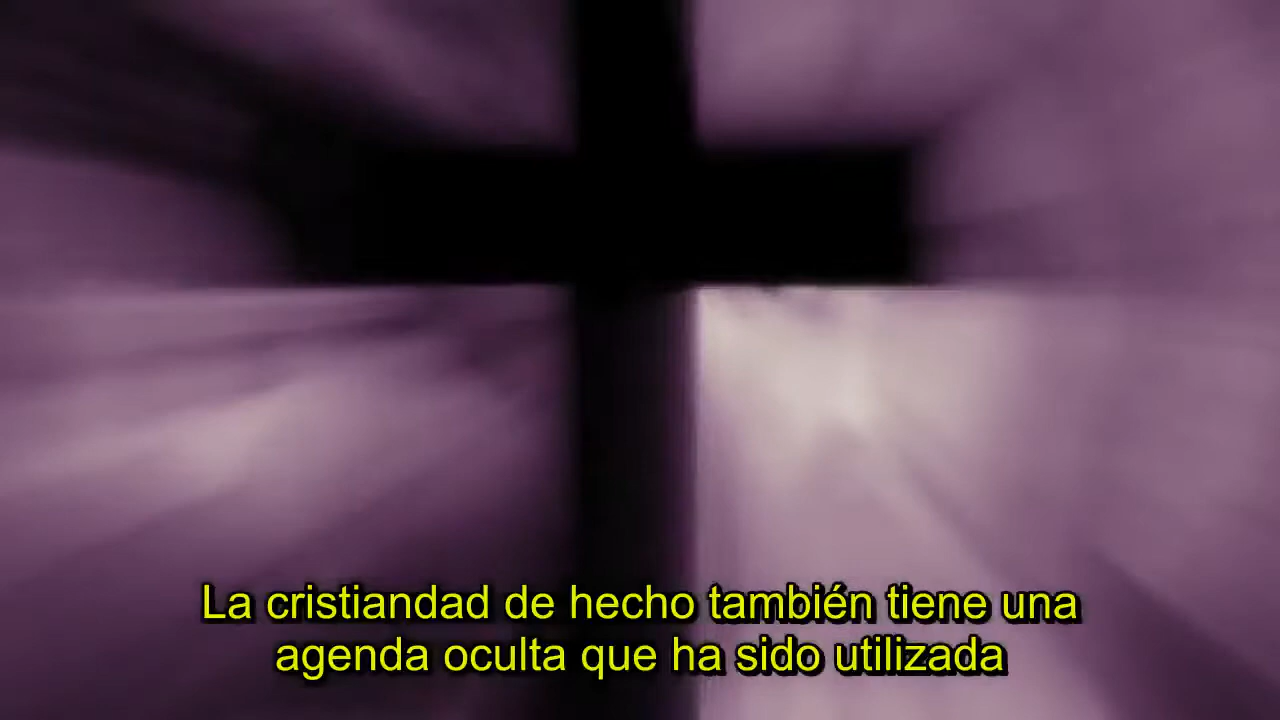 La cristiandad de hecho también tiene una
agenda oculta que ha sido utilizada